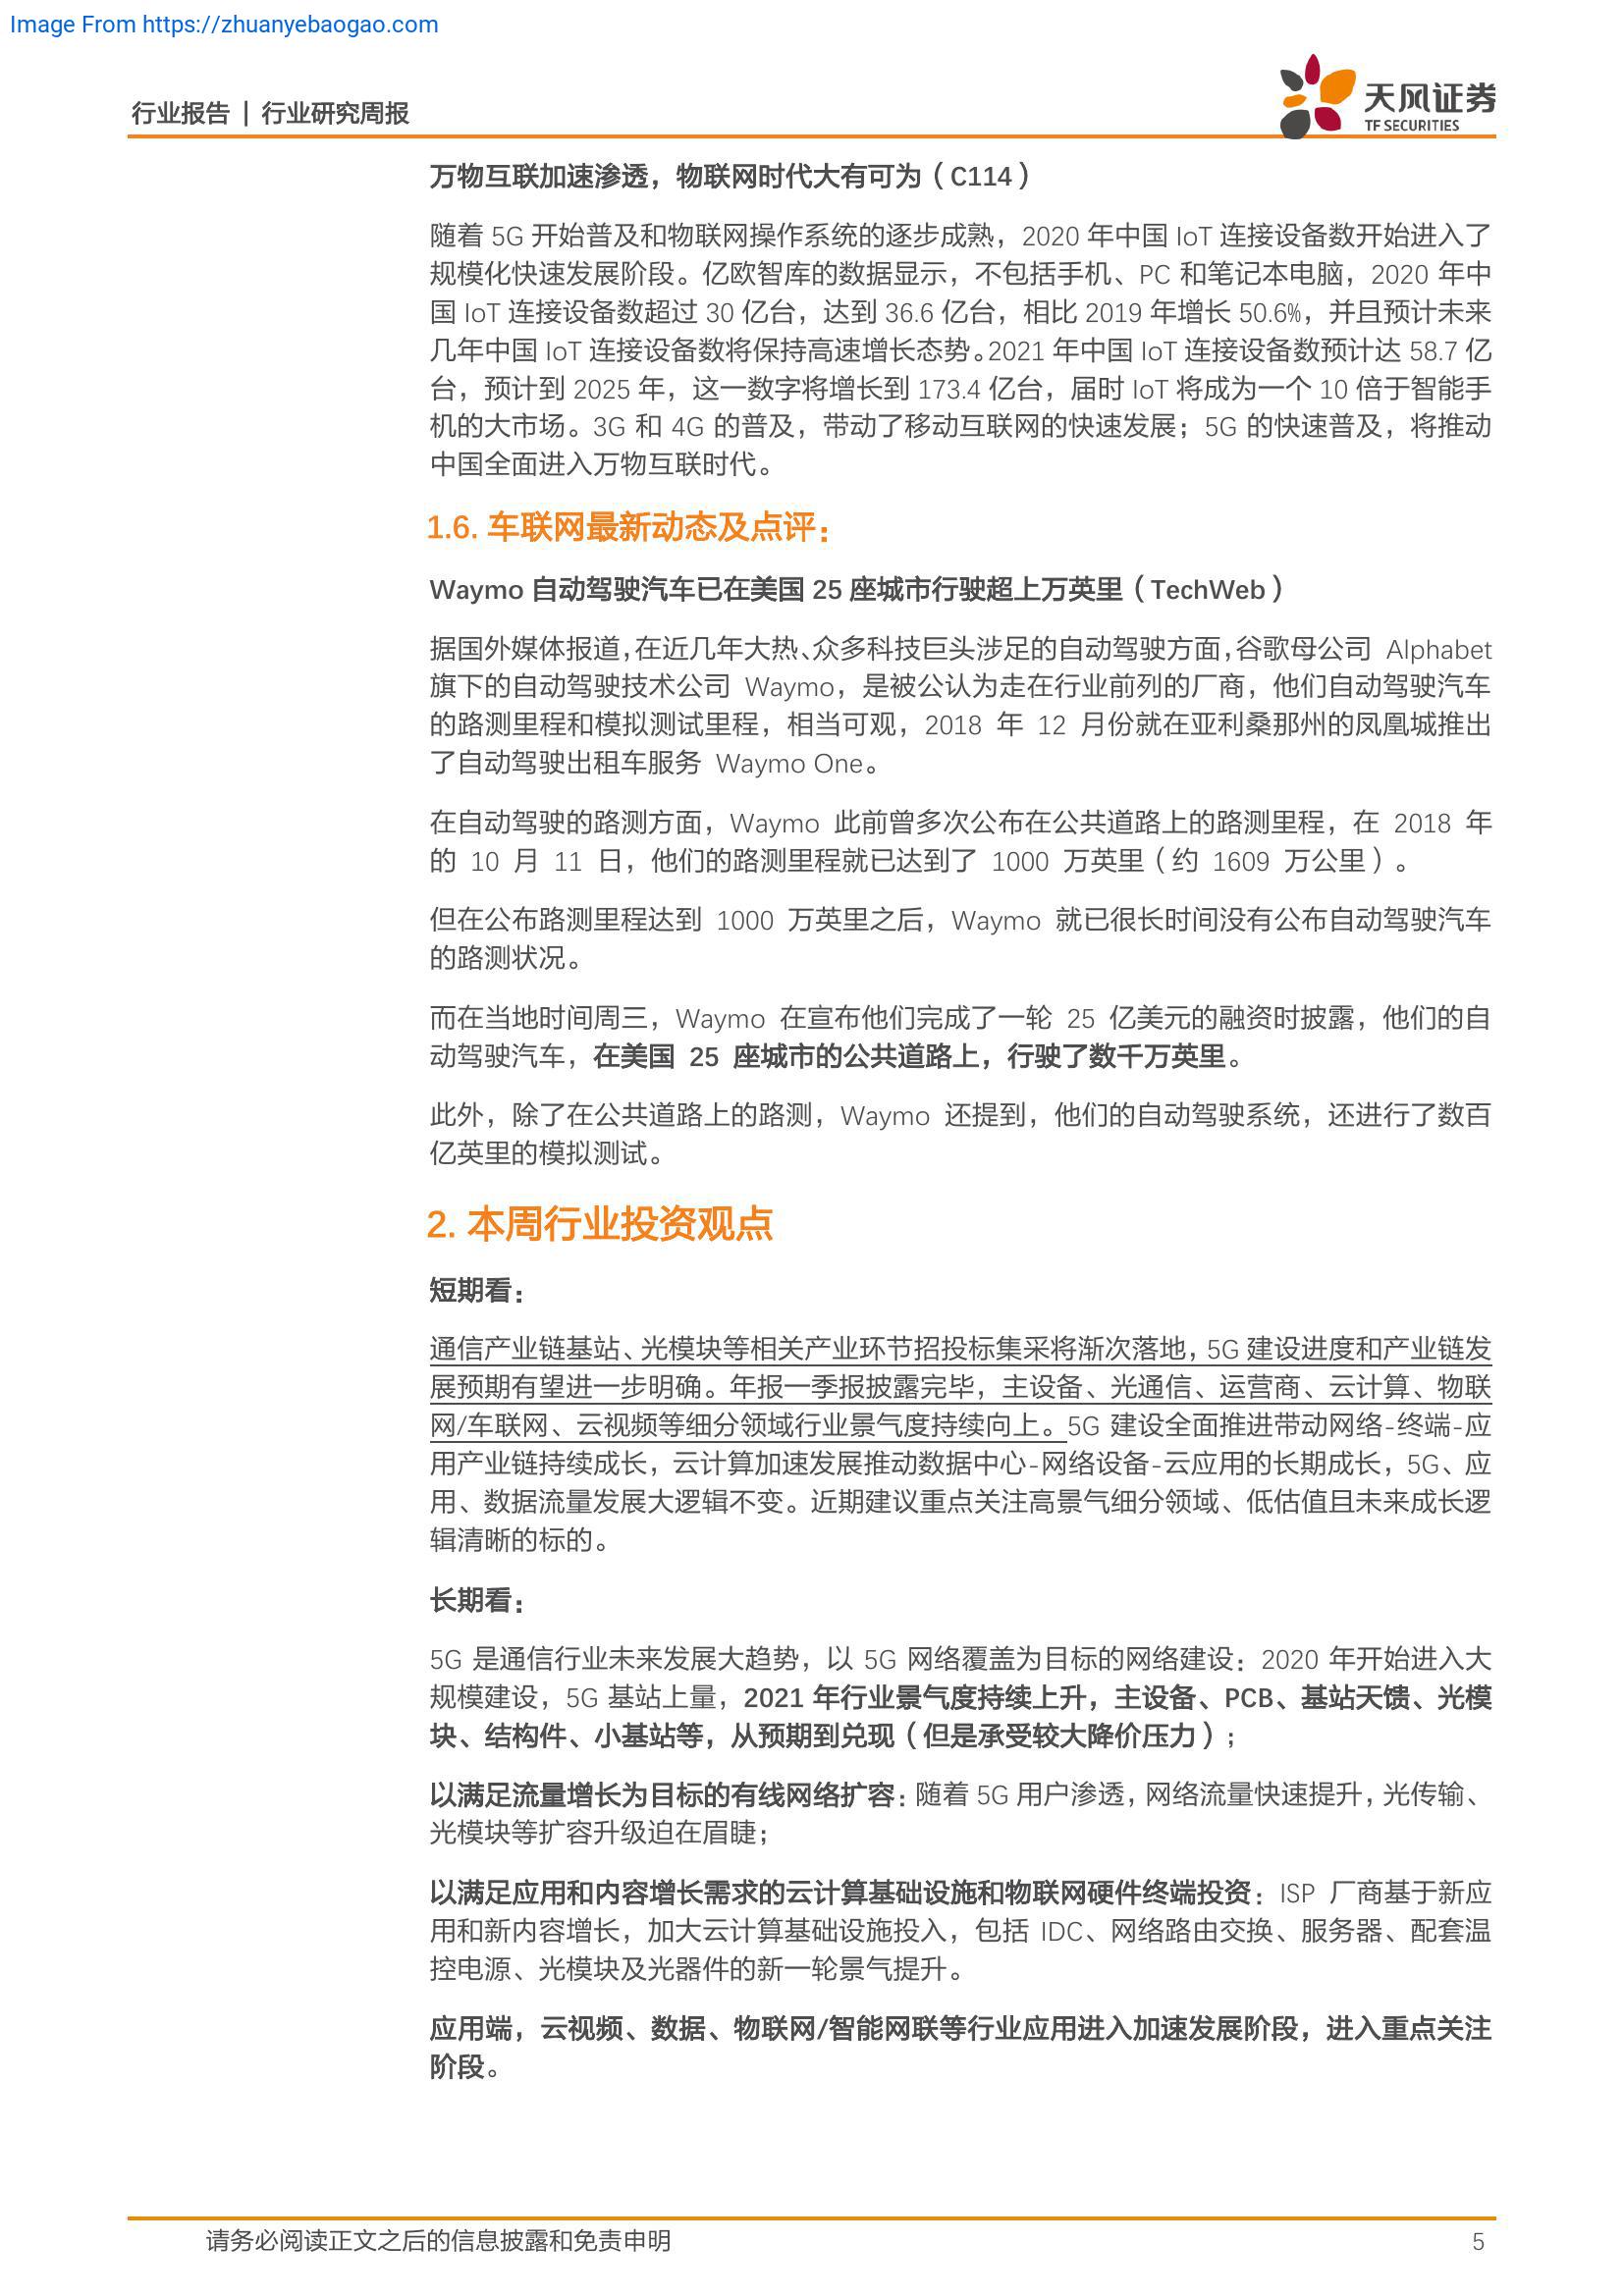 Image From https://zhuanyebaogao.com
行业报告 | 行业研究周报
天风证券
TF SECURITIES
万物互联加速渗透，物联网时代大有可为（C114）
随着 5G 开始普及和物联网操作系统的逐步成熟，2020 年中国 IoT 连接设备数开始进入了
规模化快速发展阶段。亿欧智库的数据显示，不包括手机、PC 和笔记本电脑，2020 年中
国 IoT 连接设备数超过 30 亿台，达到 36.6 亿台，相比 2019 年增长 50.6%，并且预计未来
几年中国 IoT 连接设备数将保持高速增长态势。2021 年中国 IoT 连接设备数预计达 58.7 亿
台，预计到 2025 年，这一数字将增长到 173.4 亿台，届时 IoT 将成为一个 10 倍于智能手
机的大市场。3G 和 4G 的普及，带动了移动互联网的快速发展；5G 的快速普及，将推动
中国全面进入万物互联时代。
1.6. 车联网最新动态及点评：
Waymo 自动驾驶汽车已在美国 25 座城市行驶超上万英里（TechWeb）
据国外媒体报道，在近几年大热、众多科技巨头涉足的自动驾驶方面，谷歌母公司 Alphabet
旗下的自动驾驶技术公司 Waymo，是被公认为走在行业前列的厂商，他们自动驾驶汽车
的路测里程和模拟测试里程，相当可观，2018 年 12 月份就在亚利桑那州的凤凰城推出
了自动驾驶出租车服务 Waymo One。
在自动驾驶的路测方面，Waymo 此前曾多次公布在公共道路上的路测里程，在 2018 年
的 10 月 11 日，他们的路测里程就已达到了 1000 万英里（约 1609 万公里）。
但在公布路测里程达到 1000 万英里之后，Waymo 就已很长时间没有公布自动驾驶汽车
的路测状况。
而在当地时间周三，Waymo 在宣布他们完成了一轮 25 亿美元的融资时披露，他们的自
动驾驶汽车，在美国 25 座城市的公共道路上，行驶了数千万英里。
此外，除了在公共道路上的路测，Waymo 还提到，他们的自动驾驶系统，还进行了数百
亿英里的模拟测试。
2. 本周行业投资观点
短期看：
通信产业链基站、光模块等相关产业环节招投标集采将渐次落地，5G 建设进度和产业链发
展预期有望进一步明确。年报一季报披露完毕，主设备、光通信、运营商、云计算、物联
网/车联网、云视频等细分领域行业景气度持续向上。5G 建设全面推进带动网络-终端-应
用产业链持续成长，云计算加速发展推动数据中心-网络设备-云应用的长期成长，5G、应
用、数据流量发展大逻辑不变。近期建议重点关注高景气细分领域、低估值且未来成长逻
辑清晰的标的。
长期看：
5G 是通信行业未来发展大趋势，以 5G 网络覆盖为目标的网络建设：2020 年开始进入大
规模建设，5G 基站上量，2021 年行业景气度持续上升，主设备、PCB、基站天馈、光模
块、结构件、小基站等，从预期到兑现（但是承受较大降价压力）;
以满足流量增长为目标的有线网络扩容：随着 5G 用户渗透，网络流量快速提升，光传输、
光模块等扩容升级迫在眉睫；
以满足应用和内容增长需求的云计算基础设施和物联网硬件终端投资：ISP 厂商基于新应
用和新内容增长，加大云计算基础设施投入，包括 IDC、网络路由交换、服务器、配套温
控电源、光模块及光器件的新一轮景气提升。
应用端，云视频、数据、物联网/智能网联等行业应用进入加速发展阶段，进入重点关注
阶段。
请务必阅读正文之后的信息披露和免责申明
5